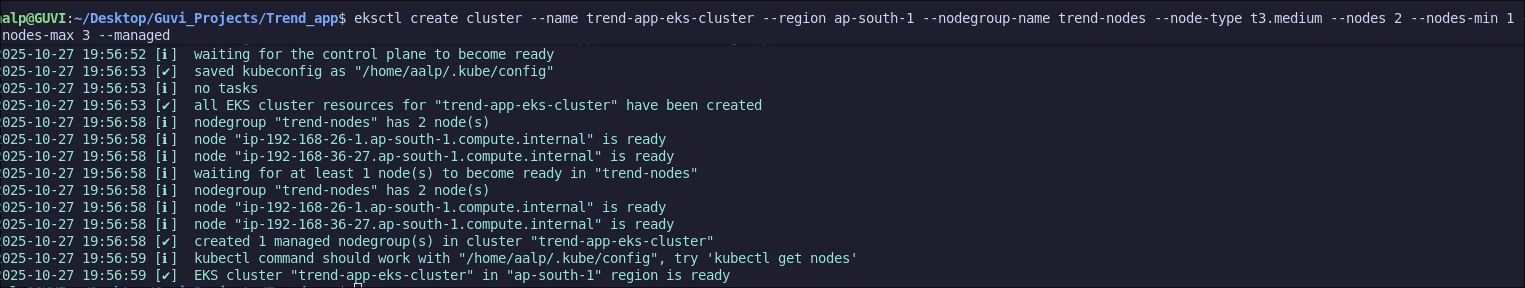 alp@GUVI:~/Desktop/Guvi_Projects/Trend_app$ eksctl create cluster --name trend-app-eks-cluster --region ap-south-1 --nodegroup-name trend-nodes --node-type t3.medium --nodes 2 --nodes-min 1 -
nodes-max 3 --managed
025-10-27 19:56:52 [ℹ]  waiting for the control plane to become ready
025-10-27 19:56:53 [✔]  saved kubeconfig as "/home/aalp/.kube/config"
025-10-27 19:56:53 [ℹ]  no tasks
025-10-27 19:56:53 [✔]  all EKS cluster resources for "trend-app-eks-cluster" have been created
025-10-27 19:56:58 [ℹ]  nodegroup "trend-nodes" has 2 node(s)
025-10-27 19:56:58 [ℹ]  node "ip-192-168-26-1.ap-south-1.compute.internal" is ready
025-10-27 19:56:58 [ℹ]  node "ip-192-168-36-27.ap-south-1.compute.internal" is ready
025-10-27 19:56:58 [ℹ]  waiting for at least 1 node(s) to become ready in "trend-nodes"
025-10-27 19:56:58 [ℹ]  nodegroup "trend-nodes" has 2 node(s)
025-10-27 19:56:58 [ℹ]  node "ip-192-168-26-1.ap-south-1.compute.internal" is ready
025-10-27 19:56:58 [ℹ]  node "ip-192-168-36-27.ap-south-1.compute.internal" is ready
025-10-27 19:56:58 [✔]  created 1 managed nodegroup(s) in cluster "trend-app-eks-cluster"
025-10-27 19:56:59 [ℹ]  kubectl command should work with "/home/aalp/.kube/config", try 'kubectl get nodes'
025-10-27 19:56:59 [✔]  EKS cluster "trend-app-eks-cluster" in "ap-south-1" region is ready